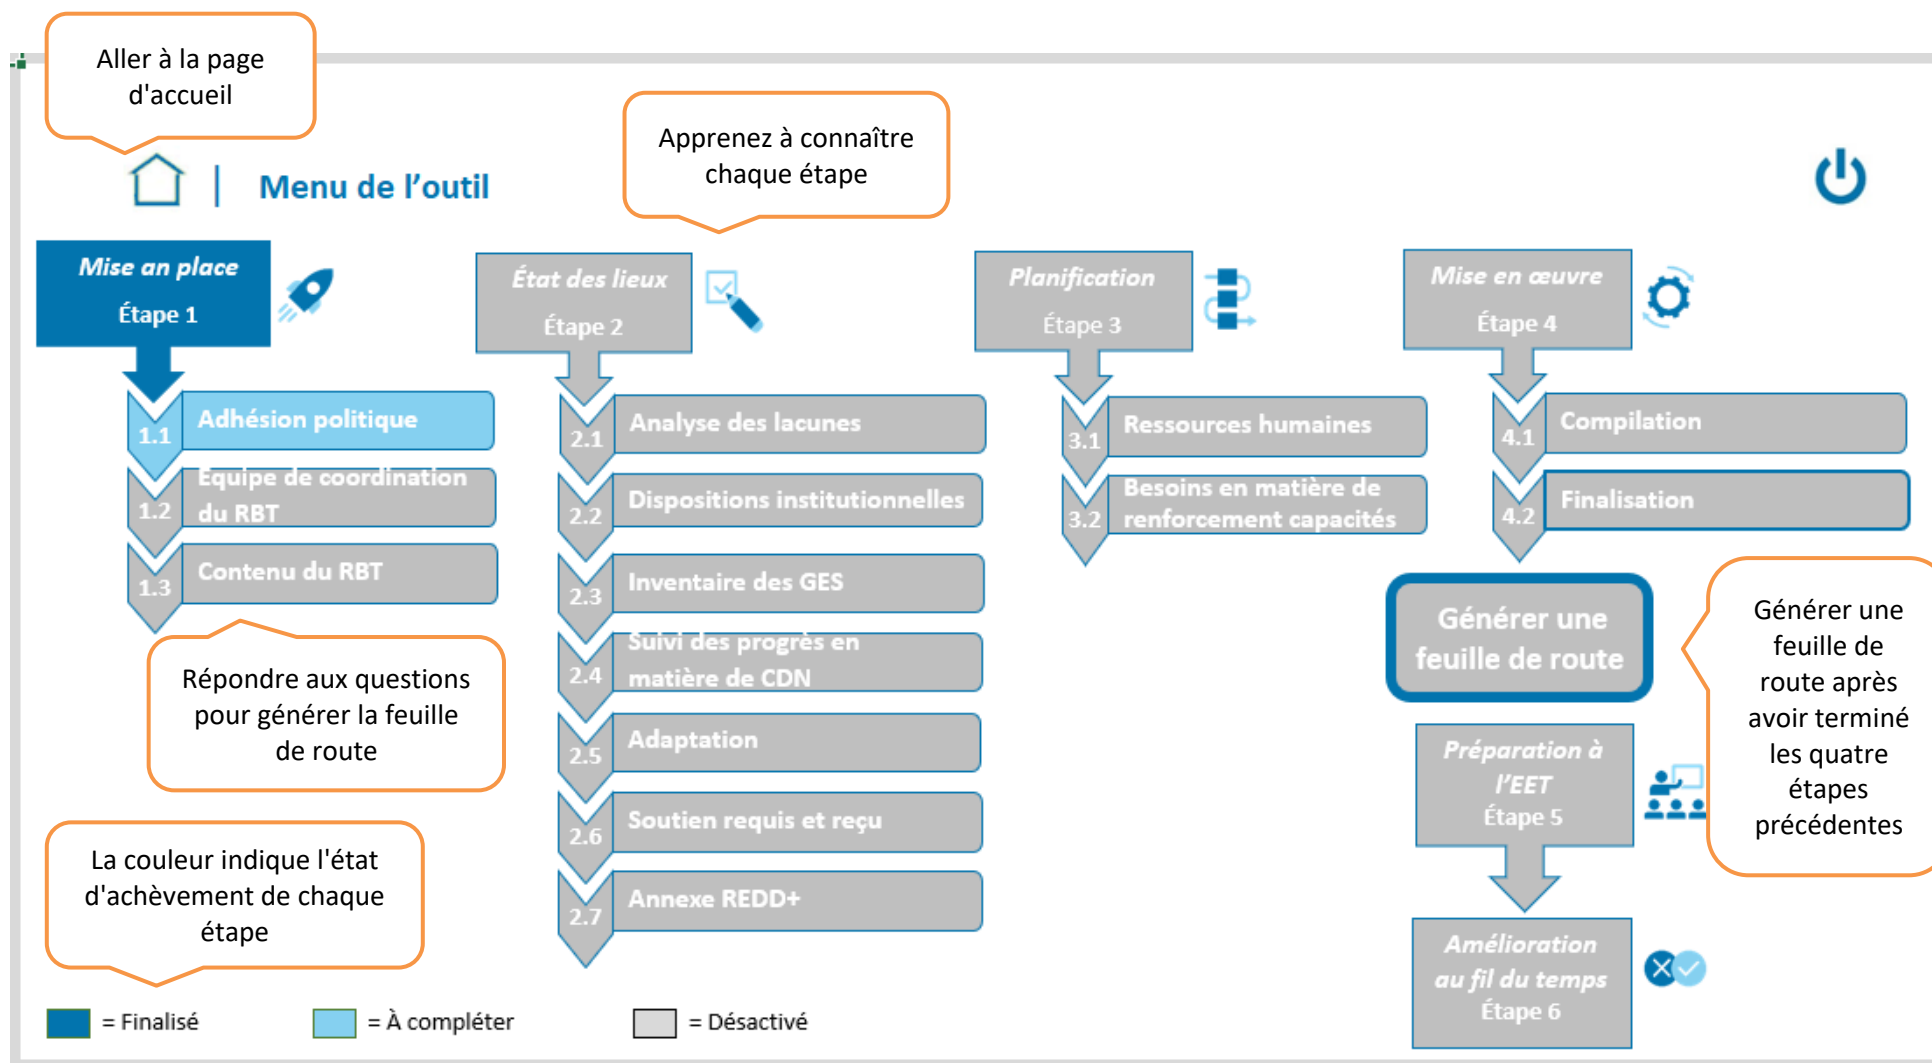 Aller à la page
d'accueil
Apprenez à connaître
chaque étape
Menu de l’outil
Mise an place
Étape 1
État des lieux
Étape 2
Planification
Étape 3
Mise en œuvre
Étape 4
1.1
Adhésion politique
1.2
Equipe de coordination
du RBT
1.3
Contenu du RBT
Répondre aux questions
pour générer la feuille
de route
La couleur indique l'état
d'achèvement de chaque
étape
2.1
Analyse des lacunes
2.2
Dispositions institutionnelles
2.3
Inventaire des GES
2.4
Suivi des progrès en
matière de CDN
2.5
Adaptation
2.6
Soutien requis et reçu
2.7
Annexe REDD+
3.1
Ressources humaines
3.2
Besoins en matière de
renforcement capacités
4.1
Compilation
4.2
Finalisation
Générer une
feuille de route
Générer une
feuille de
route après
avoir terminé
les quatre
étapes
précédentes
Préparation à
l’EET
Étape 5
Amélioration
au fil du temps
Étape 6
= Finalisé
= À compléter
= Désactivé